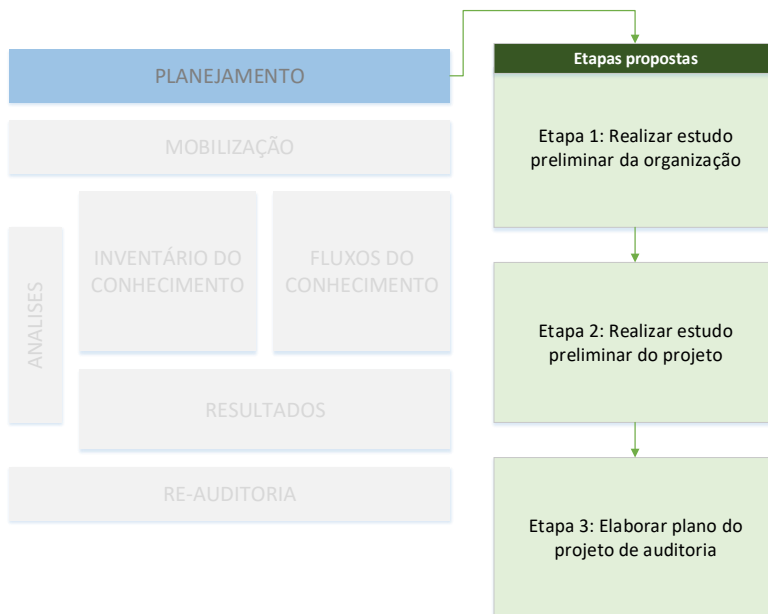 PLANEJAMENTO
MOBILIZAÇÃO
ANALISES
INVENTÁRIO DO
CONHECIMENTO
FLUXOS DO
CONHECIMENTO
RESULTADOS
RE-AUDITORIA
Etapas propostas
Etapa 1: Realizar estudo
preliminar da organização
Etapa 2: Realizar estudo
preliminar do projeto
Etapa 3: Elaborar plano do
projeto de auditoria